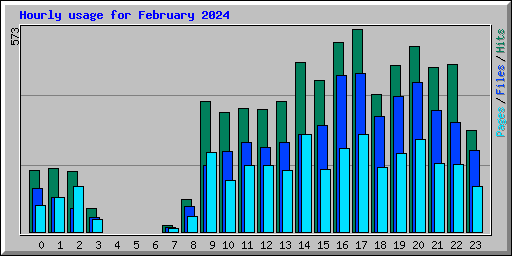 Hourly usage for February 2024
573
Pages/Files/Hits
0 1 2 3 4 5 6 7 8 9 10 11 12 13 14 15 16 17 18 19 20 21 22 23